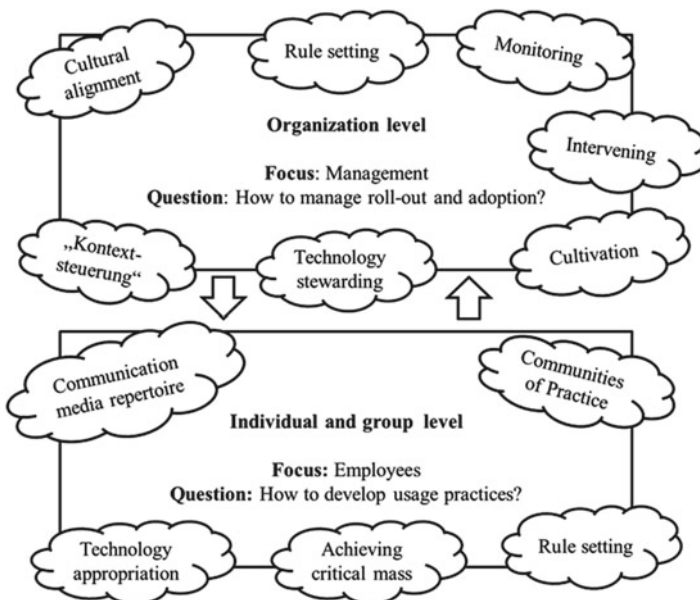 Cultural
alignment
Rule setting
Monitoring
Organization level
Intervening
Focus: Management
Question: How to manage roll-out and adoption?
„Kontext-
steuerung“
Technology
stewarding
Cultivation
Communication
media repertoire
Communities
of Practice
Individual and group level
Focus: Employees
Question: How to develop usage practices?
Technology
appropriation
Achieving
critical mass
Rule setting